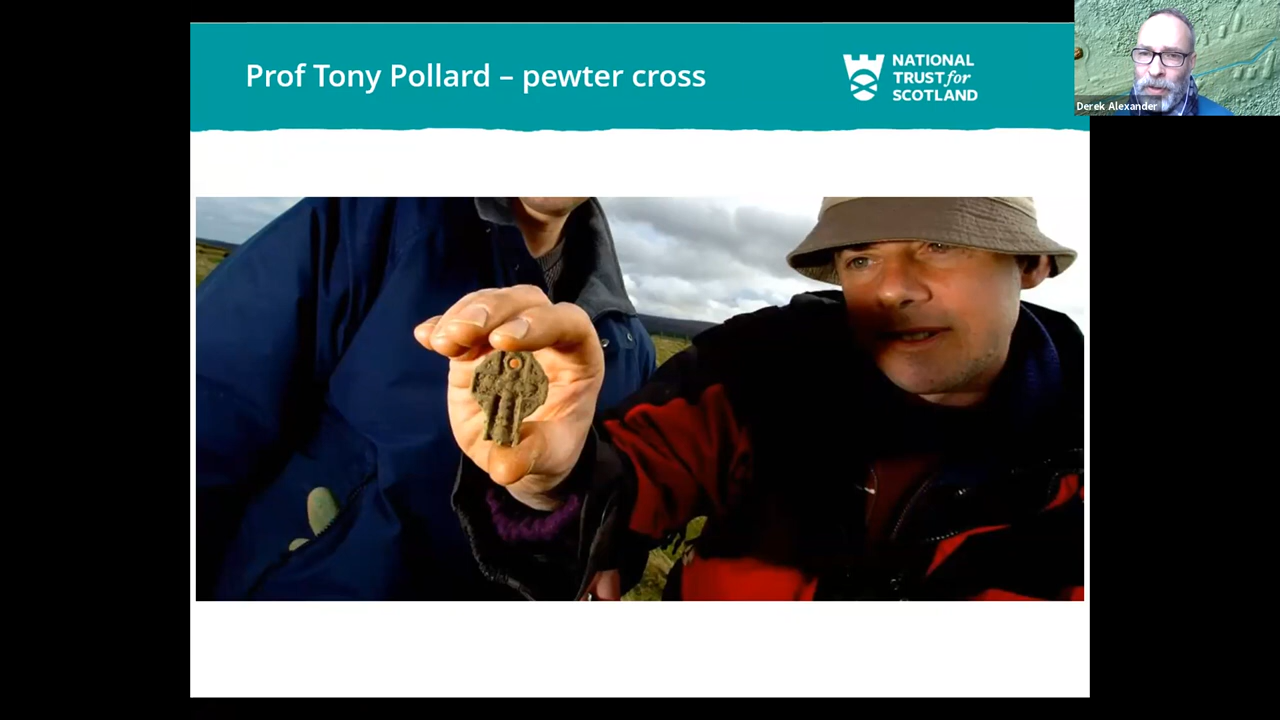 Prof Tony Pollard – pewter cross
NATIONAL
TRUST for
SCOTLAND
Derek Alexander